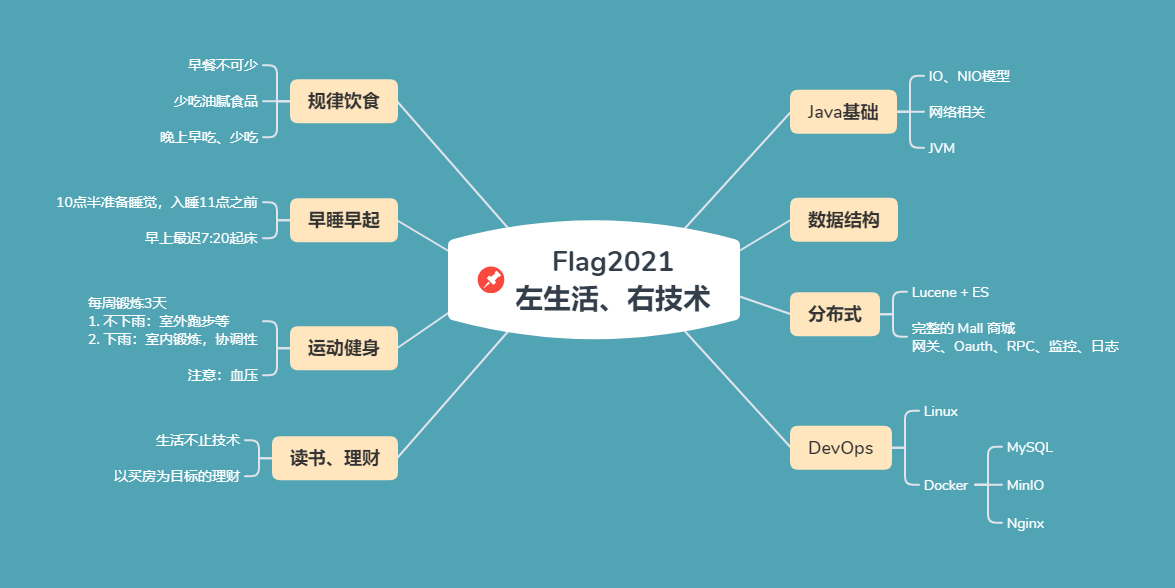 Flag2021
左生活、右技术
规律饮食
早餐不可少
少吃油腻食品
晚上早吃、少吃
早睡早起
10点半准备睡觉，入睡11点之前
早上最迟7:20起床
运动健身
每周锻炼3天
1. 不下雨：室外跑步等
2. 下雨：室内锻炼，协调性
注意：血压
读书、理财
生活不止技术
以买房为目标的理财
Java基础
IO、NIO模型
网络相关
JVM
数据结构
分布式
Lucene + ES
完整的 Mall 商城
网关、Oauth、RPC、监控、日志
DevOps
Linux
Docker
MySQL
MinIO
Nginx